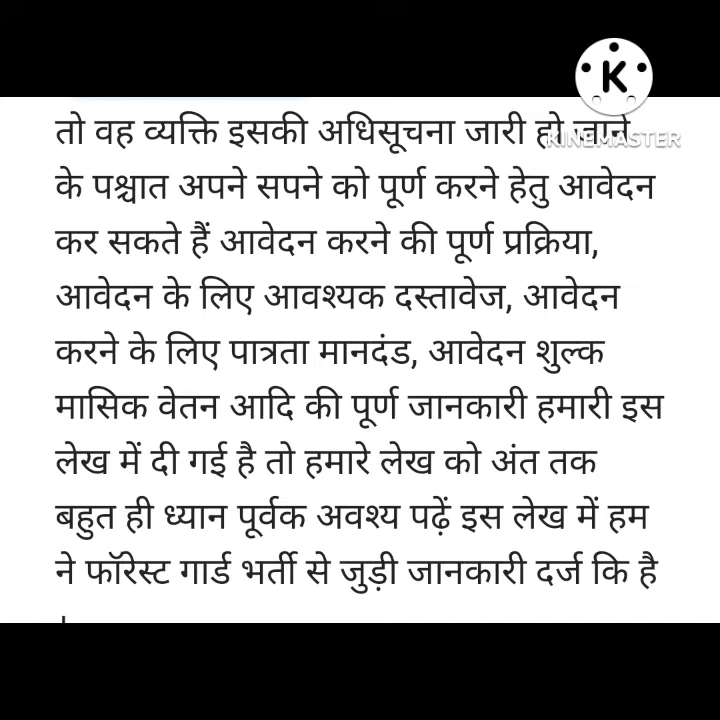 K
KINEMASTER
तो वह व्यक्ति इसकी अधिसूचना जारी हो जाने
के पश्चात अपने सपने को पूर्ण करने हेतु आवेदन
कर सकते हैं आवेदन करने की पूर्ण प्रक्रिया,
आवेदन के लिए आवश्यक दस्तावेज, आवेदन
करने के लिए पात्रता मानदंड, आवेदन शुल्क
मासिक वेतन आदि की पूर्ण जानकारी हमारी इस
लेख में दी गई है तो हमारे लेख को अंत तक
बहुत ही ध्यान पूर्वक अवश्य पढ़ें इस लेख में हम
ने फॉरेस्ट गार्ड भर्ती से जुड़ी जानकारी दर्ज कि है